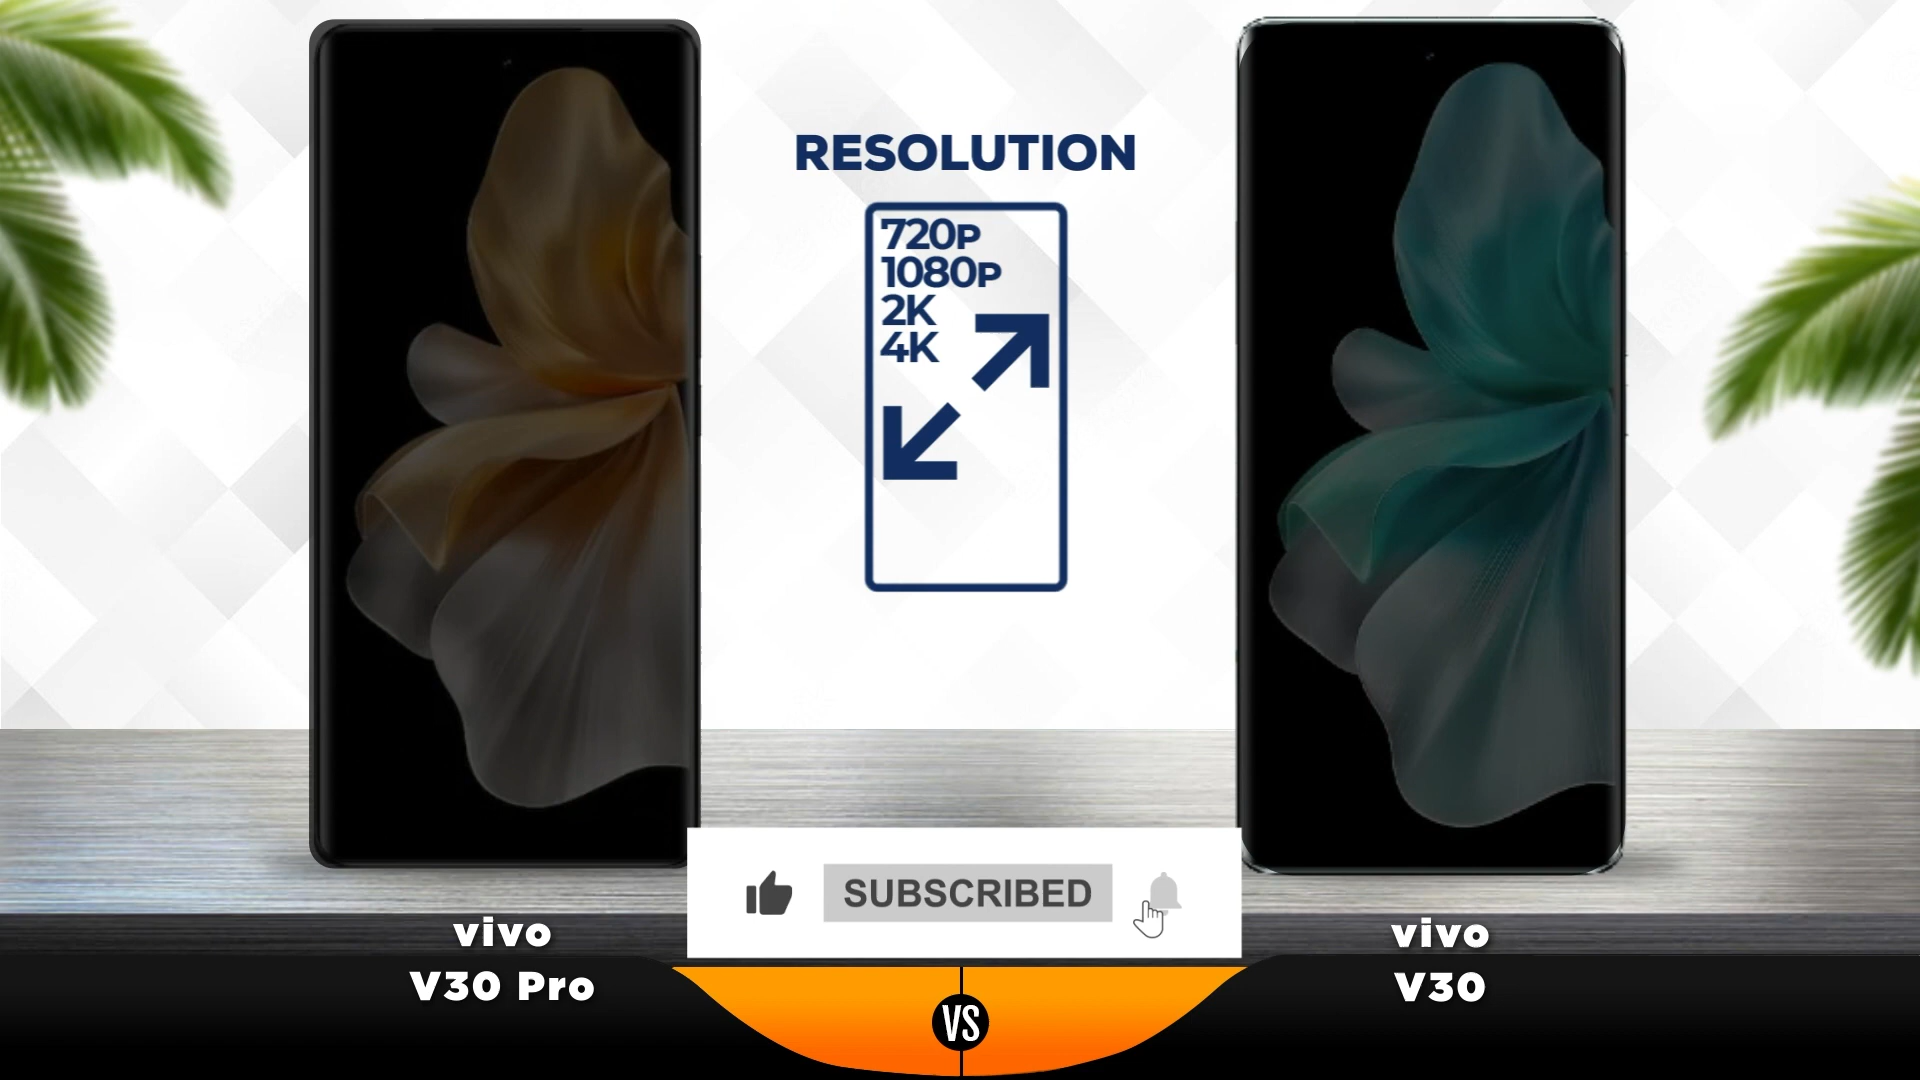 RESOLUTION
720P
1080P
2K
4K
SUBSCRIBED
vivo
V30 Pro
vivo
V30
VS